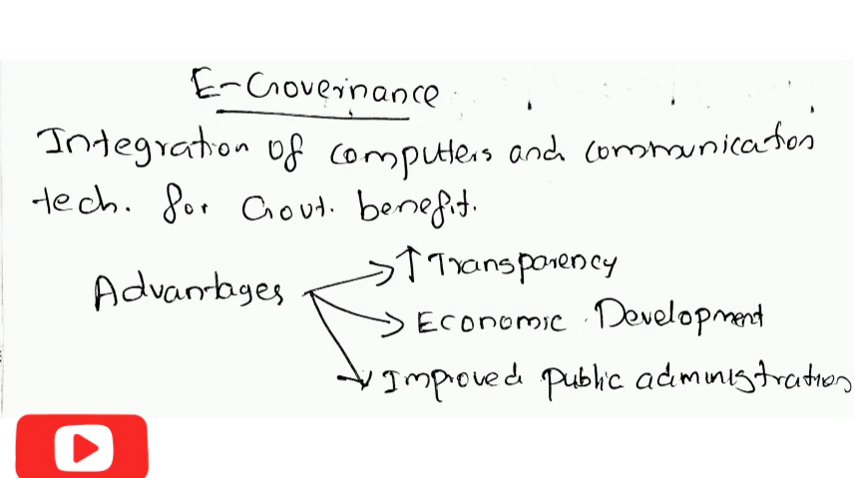 E-Governance
Integration of computers and communication
tech. for Govt. benefit.
Advantages
↑ Transparency
Economic Development
Improved public administration